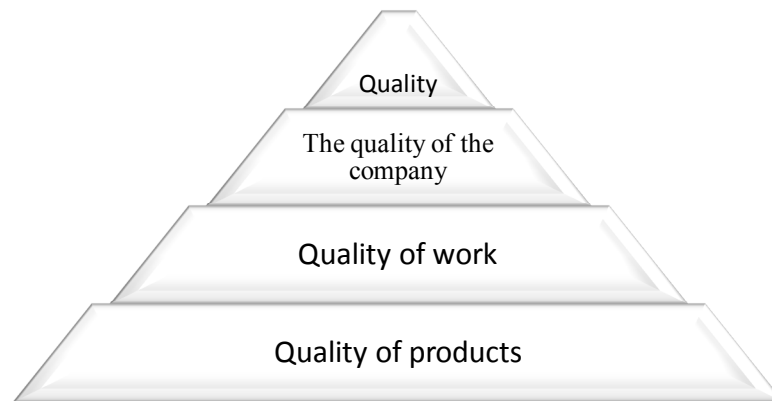 Quality
The quality of the
company
Quality of work
Quality of products